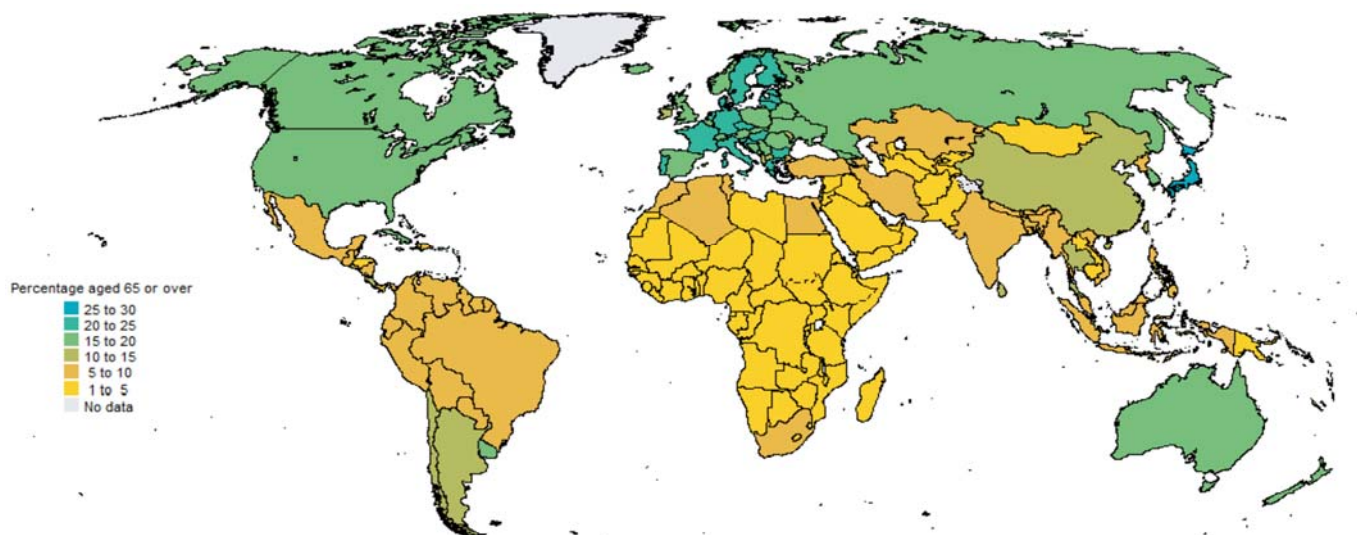 Percentage aged 65 or over
25 to 30
20 to 25
15 to 20
10 to 15
5 to 10
1 to 5
No data